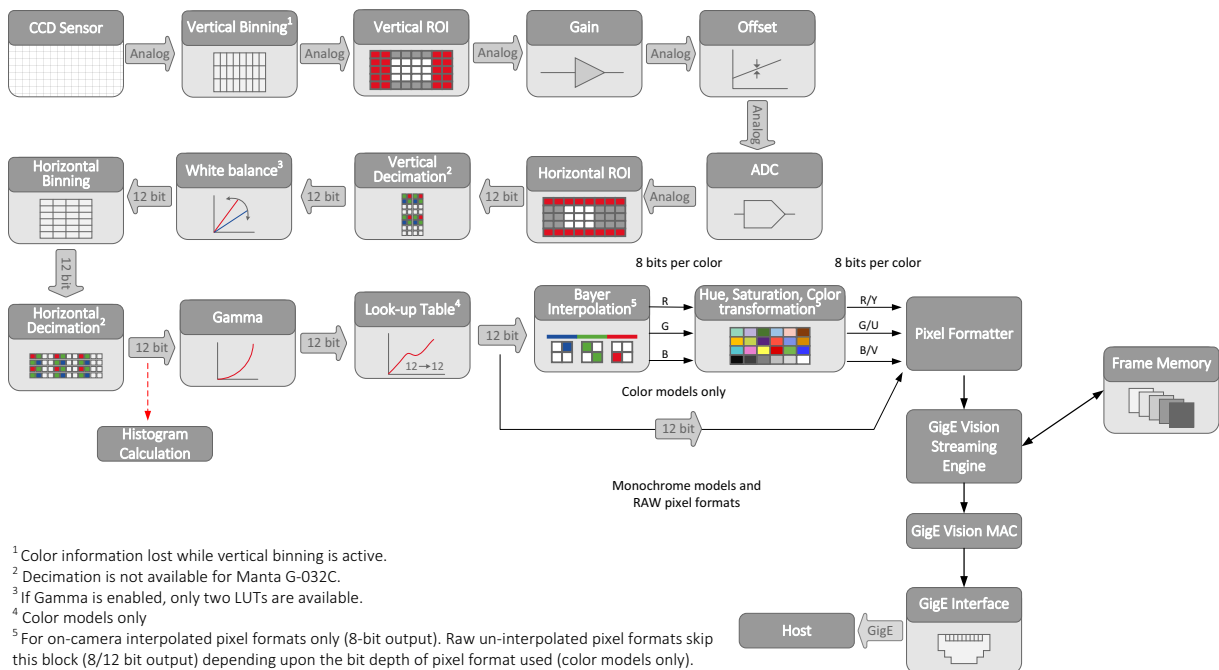 CCD Sensor
Analog
Vertical Binning1
Analog
Vertical ROI
Analog
Gain
Analog
Offset
Analog
ADC
Analog
Horizontal ROI
12 bit
Vertical
Decimation2
12 bit
White balance3
12 bit
Horizontal
Binning
12 bit
Horizontal
Decimation2
12 bit
Histogram
Calculation
Gamma
12 bit
Look-up Table4
12→12
12 bit
8 bits per color
8 bits per color
Bayer
Interpolation5
R
G
B
Hue, Saturation, Color
transformation5
R/Y
G/U
B/V
Color models only
12 bit
Monochrome models and
RAW pixel formats
Pixel Formatter
Frame Memory
GigE Vision
Streaming
Engine
GigE Vision MAC
GigE Interface
GigE
Host
1 Color information lost while vertical binning is active.
2 Decimation is not available for Manta G-032C.
3 If Gamma is enabled, only two LUTs are available.
4 Color models only
5 For on-camera interpolated pixel formats only (8-bit output). Raw un-interpolated pixel formats skip
this block (8/12 bit output) depending upon the bit depth of pixel format used (color models only).